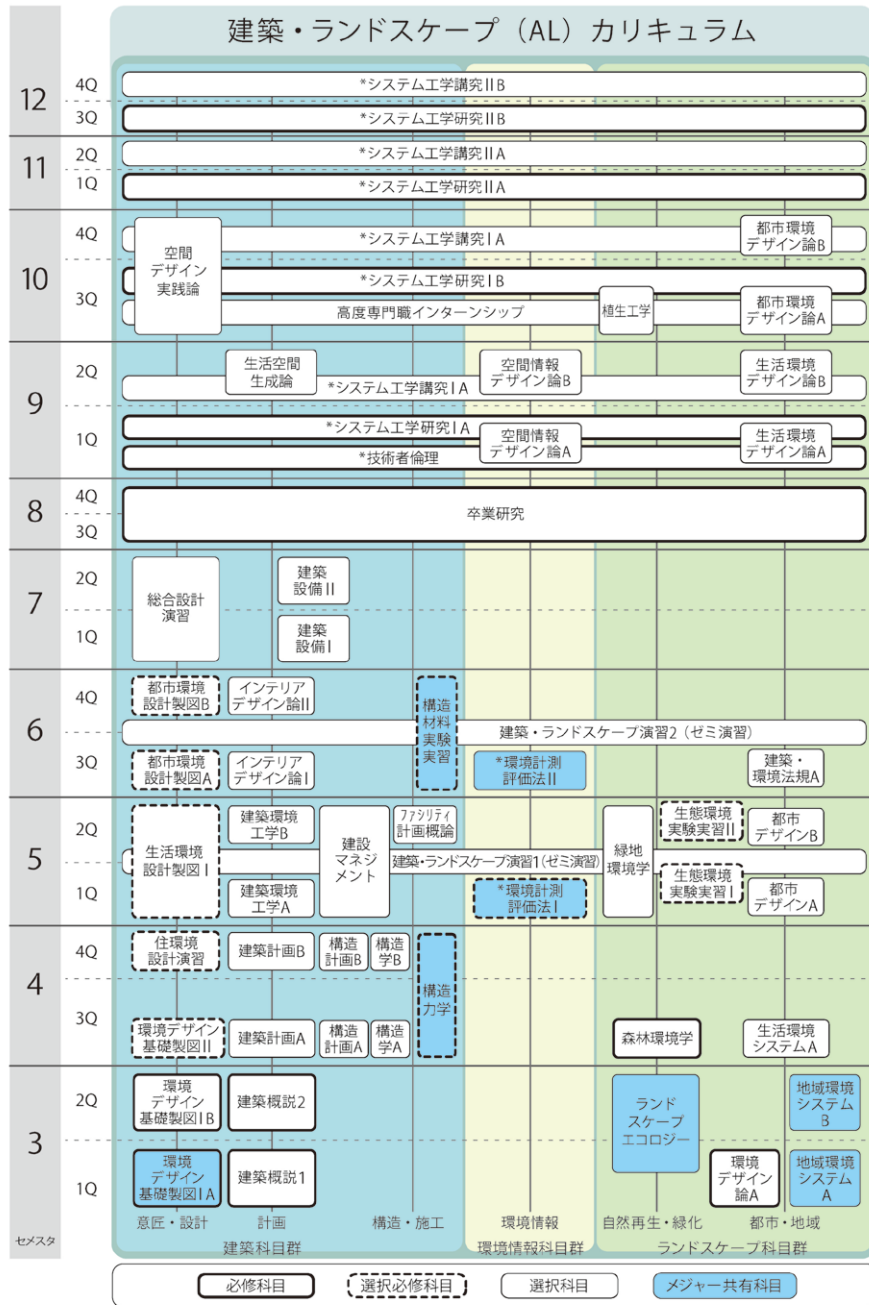 建築・ランドスケープ（AL）カリキュラム
12
4Q
*システム工学講究ⅡB
3Q
*システム工学研究ⅡB
11
2Q
*システム工学講究ⅡA
1Q
*システム工学研究ⅡA
10
4Q
空間
デザイン
実践論
*システム工学講究ⅠA
都市環境
デザイン論B
*システム工学研究ⅠB
3Q
高度専門職インターンシップ
植生工学
都市環境
デザイン論A
9
2Q
生活空間
生成論
*システム工学講究ⅠA
空間情報
デザイン論B
生活環境
デザイン論B
1Q
*システム工学研究ⅠA
*技術者倫理
空間情報
デザイン論A
生活環境
デザイン論A
8
4Q
3Q
卒業研究
7
2Q
総合設計
演習
建築
設備Ⅱ
1Q
建築
設備Ⅰ
6
4Q
都市環境
設計製図B
インテリア
デザイン論Ⅱ
構造
材料
実験
実習
建築・ランドスケープ演習2（ゼミ演習）
3Q
都市環境
設計製図A
インテリア
デザイン論Ⅰ
*環境計測
評価法Ⅱ
建築・
環境法規A
5
2Q
生活環境
設計製図Ⅰ
建築環境
工学B
建設
マネジ
メント
ファシリティ
計画概論
緑地
環境学
生態環境
実験実習Ⅱ
都市
デザインB
建築・ランドスケープ演習1（ゼミ演習）
1Q
建築環境
工学A
*環境計測
評価法Ⅰ
生態環境
実験実習Ⅰ
都市
デザインA
4
4Q
住環境
設計演習
建築計画B
構造
計画B
構造
学B
構造
力学
3Q
環境デザイン
基礎製図Ⅱ
建築計画A
構造
計画A
構造
学A
森林環境学
生活環境
システムA
3
2Q
環境
デザイン
基礎製図ⅠB
建築概説2
ランド
スケープ
エコロジー
地域環境
システム
B
1Q
環境
デザイン
基礎製図ⅠA
建築概説1
環境
デザイン
論A
地域環境
システム
A
意匠・設計
計画
構造・施工
環境情報
自然再生・緑化
都市・地域
セメスタ
建築科目群
環境情報科目群
ランドスケープ科目群
必修科目
選択必修科目
選択科目
メジャー共有科目